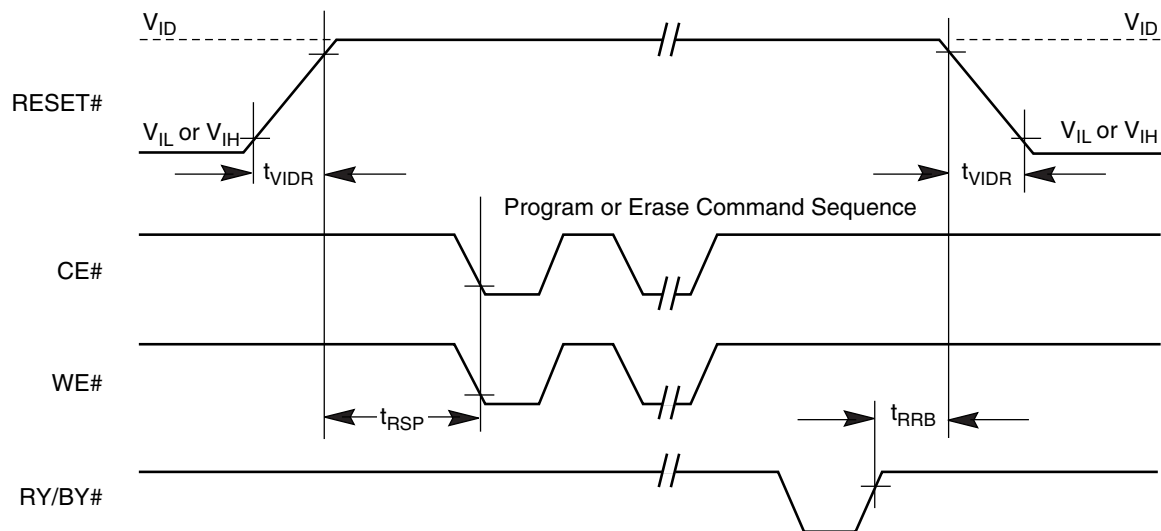 VID VID
RESET#
VIL or VIH VIL or VIH
tVIDR tVIDR
Program or Erase Command Sequence
CE#
WE#
tRSP tRRB
RY/BY#